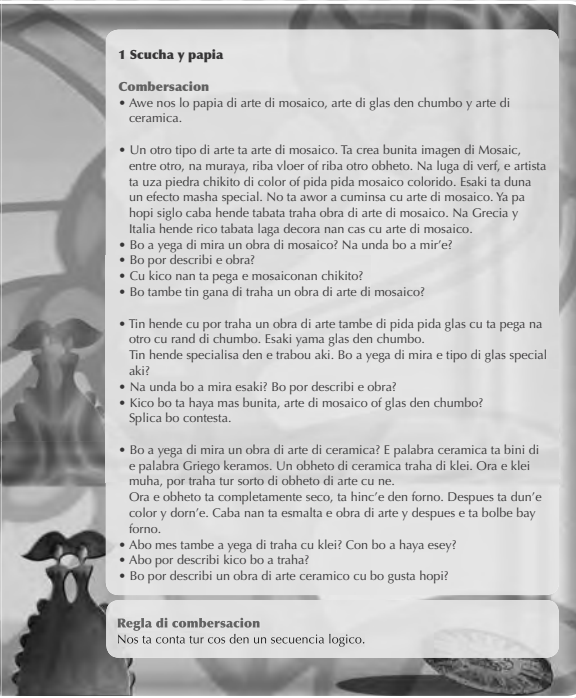 1 Scucha y papia
Combersacion
• Awe nos lo papia di arte di mosaico, arte di glas den chumbo y arte di
ceramica.
• Un otro tipo di arte ta arte di mosaico. Ta crea bunita imagen di Mosaic,
entre otro, na muraya, riba vloer of riba otro obheto. Na luga di verf, e artista
ta uza piedra chikito di color of pida pida mosaico colorido. Esaki ta duna
un efecto masha special. No ta awor a cuminsa cu arte di mosaico. Ya pa
hopi siglo caba hende tabata traha obra di arte di mosaico. Na Grecia y
Italia hende rico tabata laga decora nan cas cu arte di mosaico.
• Bo a yega di mira un obra di mosaico? Na unda bo a mir'e?
• Bo por describi e obra?
• Cu kico nan ta pega e mosaiconan chikito?
• Bo tambe tin gana di traha un obra di arte di mosaico?
• Tin hende cu por traha un obra di arte tambe di pida pida glas cu ta pega na
otro cu rand di chumbo. Esaki yama glas den chumbo.
Tin hende specialisa den e trabou aki. Bo a yega di mira e tipo di glas special
aki?
• Na unda bo a mira esaki? Bo por describi e obra?
• Kico bo ta haya mas bunita, arte di mosaico of glas den chumbo?
Splica bo contesta.
• Bo a yega di mira un obra di arte di ceramica? E palabra ceramica ta bini di
e palabra Griego keramos. Un obheto di ceramica traha di klei. Ora e klei
muha, por traha tur sorto di obheto di arte cu ne.
Ora e obheto ta completamente seco, ta hinc'e den forno. Despues ta dun'e
color y dorn'e. Caba nan ta esmalta e obra di arte y despues e ta bolbe bay
forno.
• Abo mes tambe a yega di traha cu klei? Con bo a haya esey?
• Abo por describi kico bo a traha?
• Bo por describi un obra di arte ceramico cu bo gusta hopi?
Regla di combersacion
Nos ta conta tur cos den un secuencia logico.